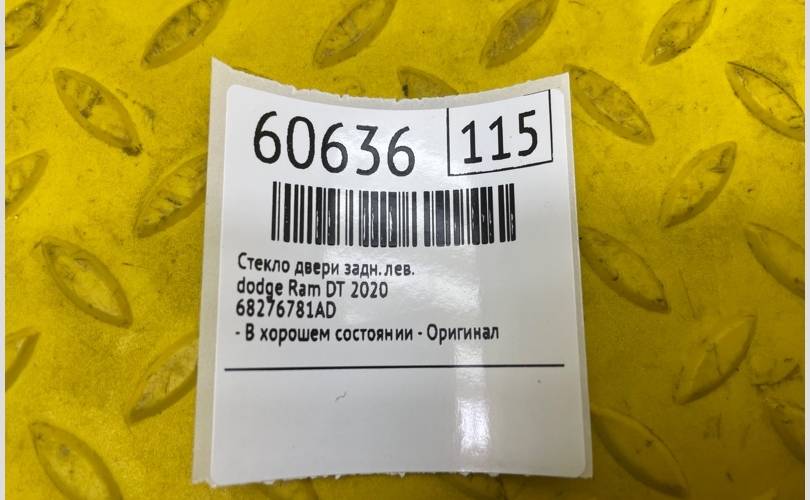 60636 115
Стекло двери задн. лев.
dodge Ram DT 2020
68276781AD
- В хорошем состоянии - Оригинал